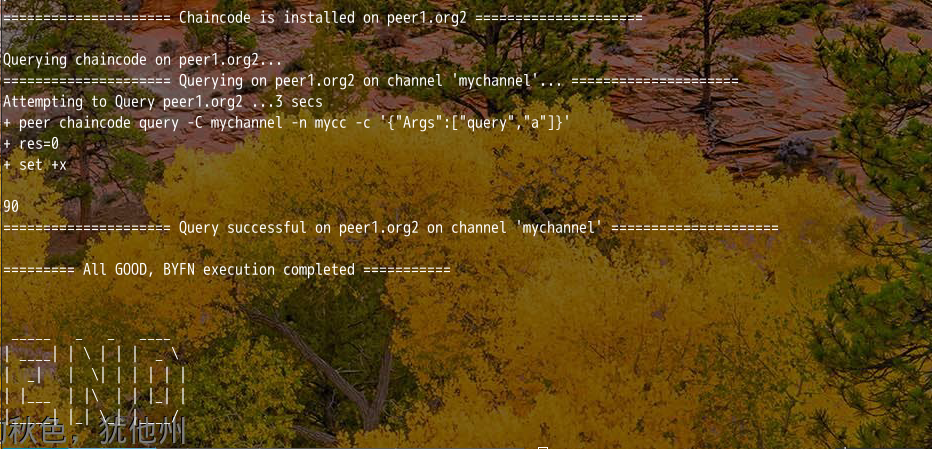 ===================== Chaincode is installed on peer1.org2 =====================
Querying chaincode on peer1.org2...
===================== Querying on peer1.org2 on channel 'mychannel'... =====================
Attempting to Query peer1.org2 ...3 secs
+ peer chaincode query -C mychannel -n mycc -c '{"Args":["query","a"]}'
+ res=0
+ set +x
90
===================== Query successful on peer1.org2 on channel 'mychannel' =====================
========= All GOOD, BYFN execution completed ===========
 _____   _   _   ____
| ____| | \ | | |  _ \
|  _|   |  \| | | | | |
| |___  | |\  | | |_| |
|_____| |_| \_| |____/
秋色，犹他州